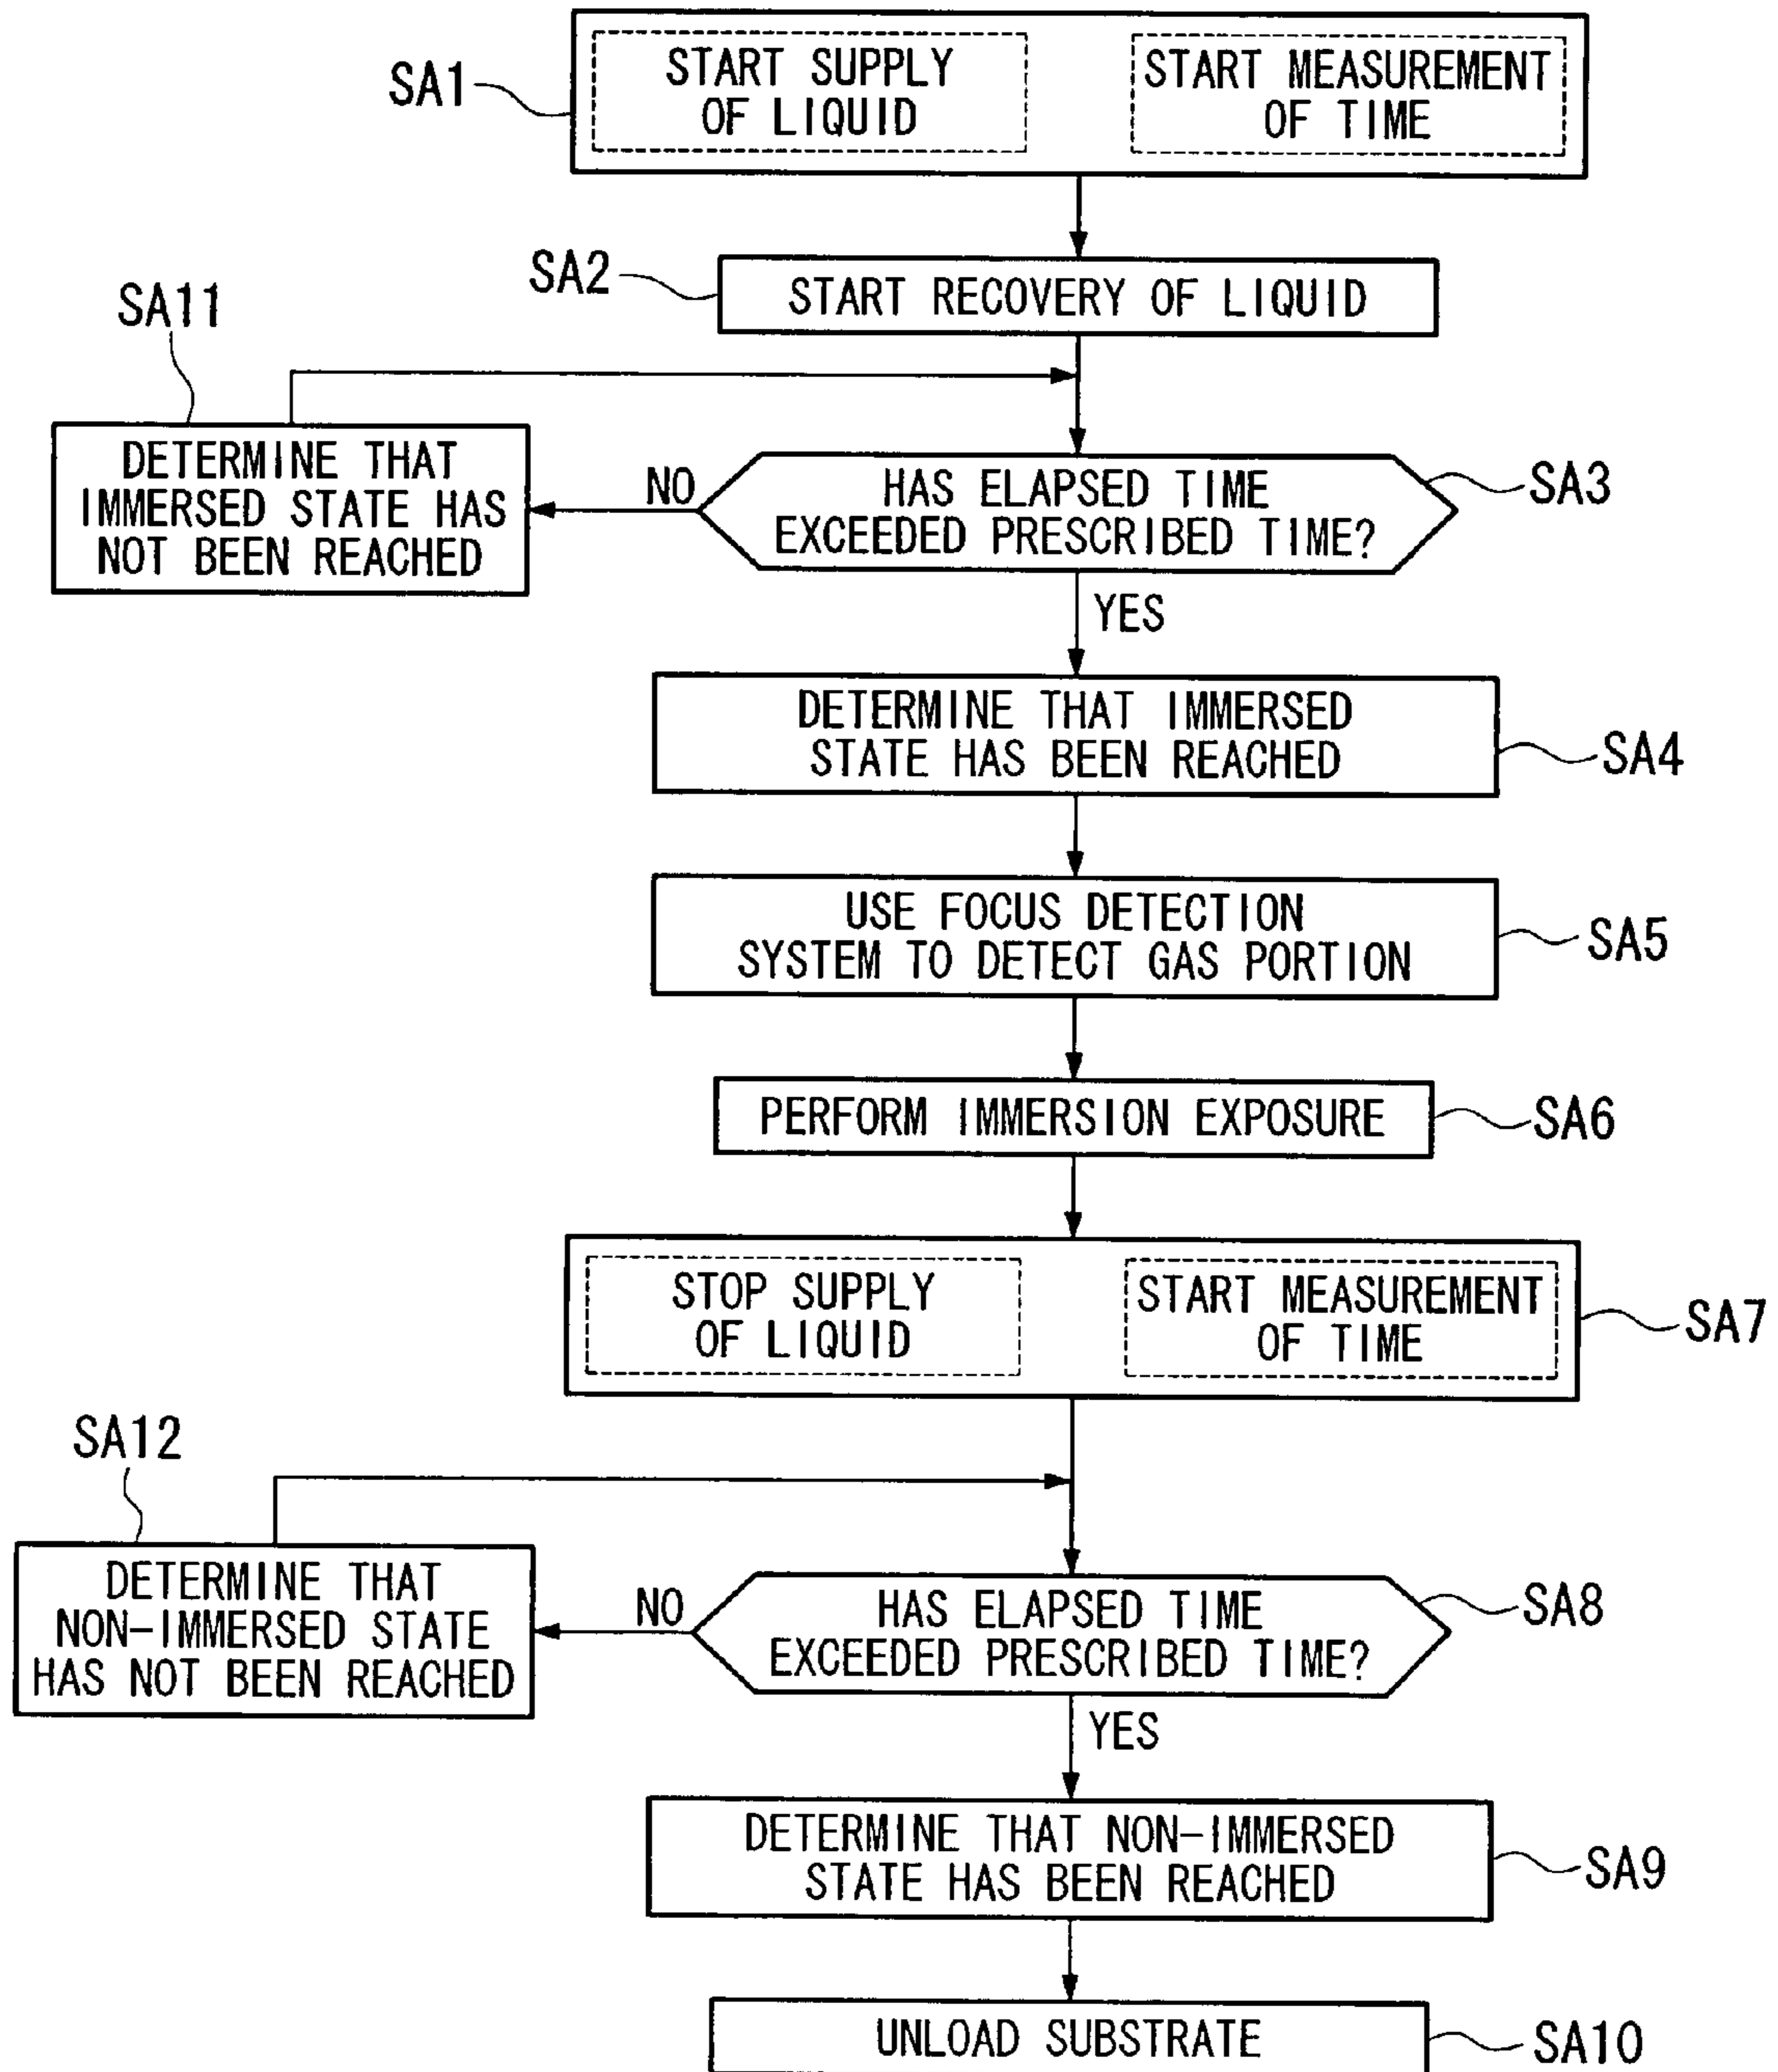 SA1
START SUPPLY
OF LIQUID
START MEASUREMENT
OF TIME
SA2
START RECOVERY OF LIQUID
SA11
DETERMINE THAT
IMMERSED STATE HAS
NOT BEEN REACHED
NO
HAS ELAPSED TIME
EXCEEDED PRESCRIBED TIME?
SA3
YES
DETERMINE THAT IMMERSED
STATE HAS BEEN REACHED
SA4
USE FOCUS DETECTION
SYSTEM TO DETECT GAS PORTION
SA5
PERFORM IMMERSION EXPOSURE
SA6
STOP SUPPLY
OF LIQUID
START MEASUREMENT
OF TIME
SA7
SA12
DETERMINE THAT
NON-IMMERSED STATE
HAS NOT BEEN REACHED
NO
HAS ELAPSED TIME
EXCEEDED PRESCRIBED TIME?
SA8
YES
DETERMINE THAT NON-IMMERSED
STATE HAS BEEN REACHED
SA9
UNLOAD SUBSTRATE
SA10